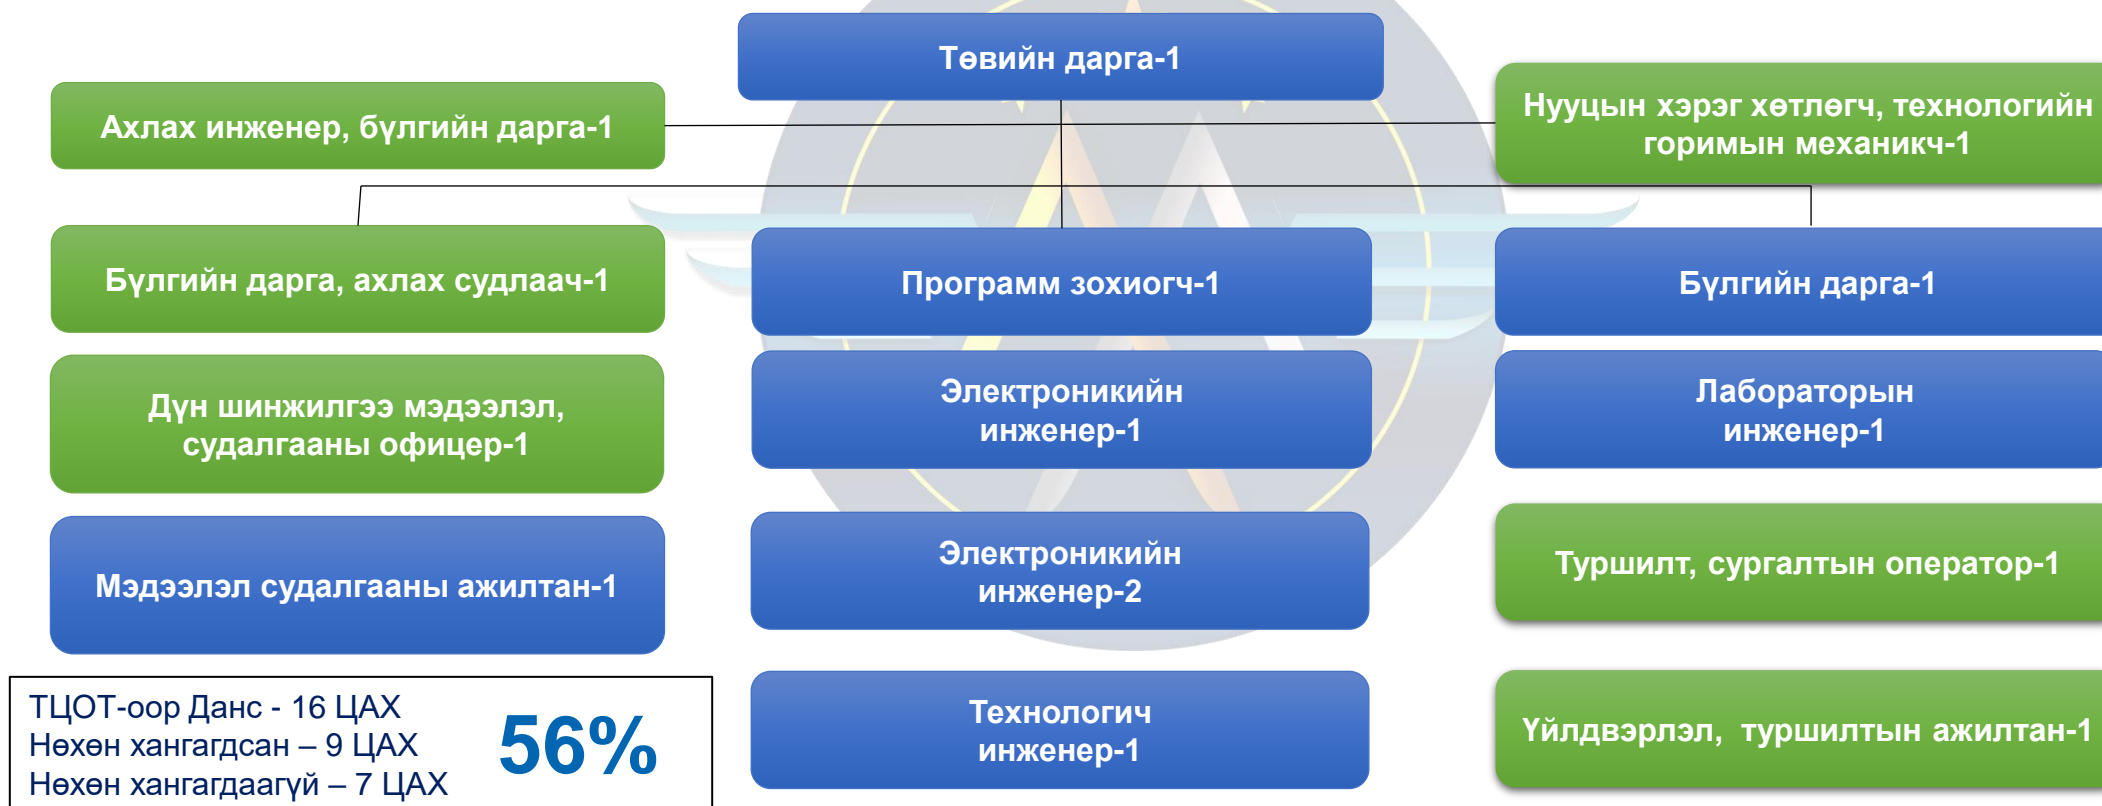 Төвийн дарга-1
Ахлах инженер, бүлгийн дарга-1
Нууцын хэрэг хөтлөгч, технологийн
горимын механикч-1
Бүлгийн дарга, ахлах судлаач-1
Программ зохиогч-1
Бүлгийн дарга-1
Дүн шинжилгээ мэдээлэл,
судалгааны офицер-1
Электроникийн
инженер-1
Лабораторын
инженер-1
Мэдээлэл судалгааны ажилтан-1
Электроникийн
инженер-2
Туршилт, сургалтын оператор-1
Технологич
инженер-1
Үйлдвэрлэл, туршилтын ажилтан-1
ТЦОТ-оор Данс - 16 ЦАХ
Нөхөн хангагдсан – 9 ЦАХ
Нөхөн хангагдаагүй – 7 ЦАХ
56%